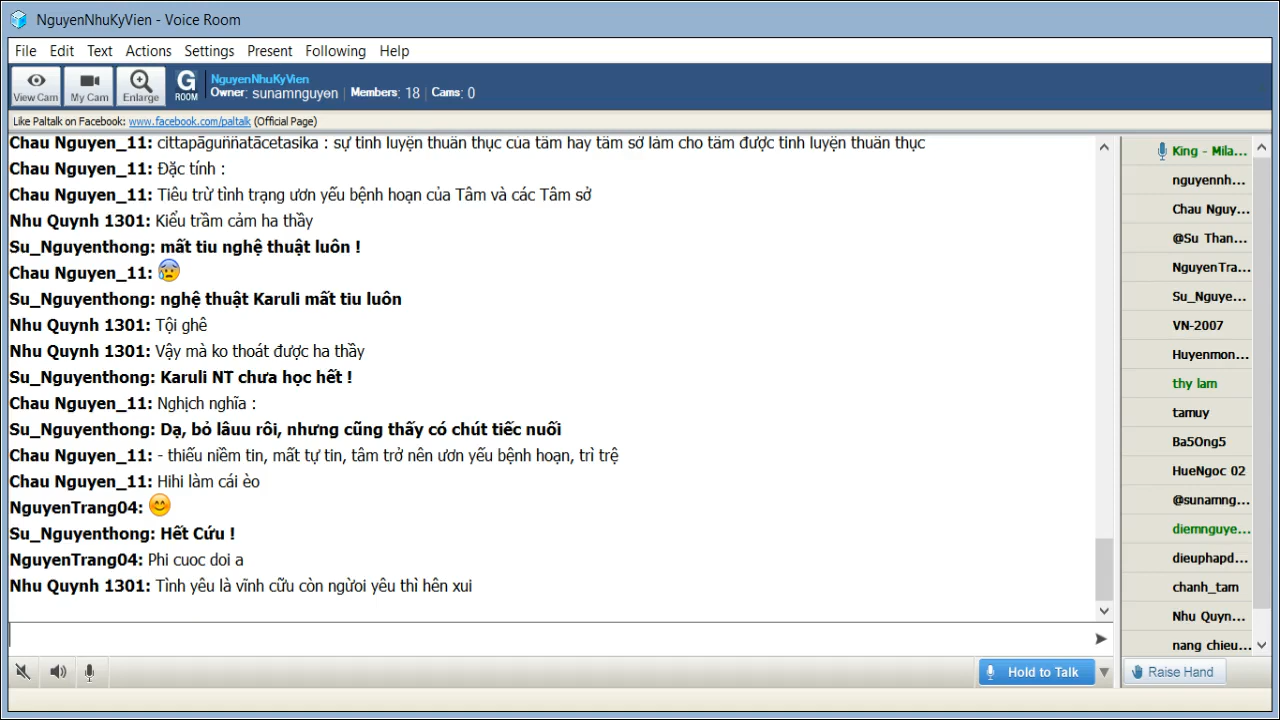 NguyenNhuKyVien - Voice Room
File Edit Text Actions Settings Present Following Help
View Cam My Cam Enlarge G ROOM NguyenNhuKyVien
Owner: sunamnguyen Members: 18 Cams: 0
Like Paltalk on Facebook: www.facebook.com/paltalk (Official Page)
Chau Nguyen_11: cittapāguññatācetasika : sự tinh luyện thuần thục của tâm hay tâm sở làm cho tâm được tinh luyện thuần thục
Chau Nguyen_11: Đặc tính :
Chau Nguyen_11: Tiêu trừ tình trạng ươn yếu bệnh hoạn của Tâm và các Tâm sở
Nhu Quynh 1301: Kiểu trầm cảm ha thầy
Su_Nguyenthong: mất tiu nghệ thuật luôn !
Chau Nguyen_11:
Su_Nguyenthong: nghệ thuật Karuli mất tiu luôn
Nhu Quynh 1301: Tội ghê
Nhu Quynh 1301: Vậy mà ko thoát được ha thầy
Su_Nguyenthong: Karuli NT chưa học hết !
Chau Nguyen_11: Nghịch nghĩa :
Su_Nguyenthong: Dạ, bỏ lâuu rôi, nhưng cũng thấy có chút tiếc nuối
Chau Nguyen_11: - thiếu niềm tin, mất tự tin, tâm trở nên ươn yếu bệnh hoạn, trì trệ
Chau Nguyen_11: Hihi làm cái èo
NguyenTrang04:
Su_Nguyenthong: Hết Cứu !
NguyenTrang04: Phi cuoc doi a
Nhu Quynh 1301: Tình yêu là vĩnh cữu còn ngừoi yêu thì hên xui
King - Mila...
nguyennh...
Chau Nguy...
@Su Than...
NguyenTra...
Su_Nguye...
VN-2007
Huyenmon...
thy lam
tamuy
Ba5Ong5
HueNgoc 02
@sunamng...
diemnguye...
dieuphapd...
chanh_tam
Nhu Quyn...
nang chieu...
Hold to Talk
Raise Hand